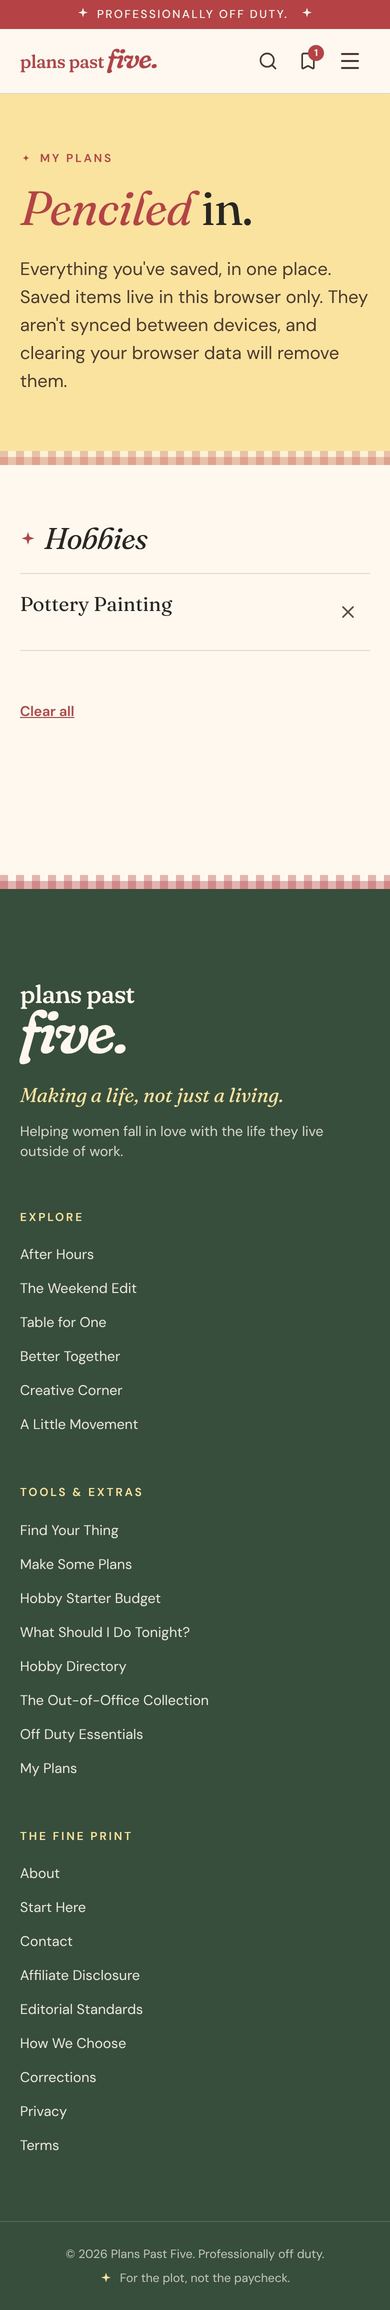 PROFESSIONALLY OFF DUTY.
plans past five.
1
MY PLANS
Penciled in.
Everything you've saved, in one place.
Saved items live in this browser only. They
aren't synced between devices, and
clearing your browser data will remove
them.
Hobbies
Pottery Painting
Clear all
plans past
five.
Making a life, not just a living.
Helping women fall in love with the life they live
outside of work.
EXPLORE
After Hours
The Weekend Edit
Table for One
Better Together
Creative Corner
A Little Movement
TOOLS & EXTRAS
Find Your Thing
Make Some Plans
Hobby Starter Budget
What Should I Do Tonight?
Hobby Directory
The Out-of-Office Collection
Off Duty Essentials
My Plans
THE FINE PRINT
About
Start Here
Contact
Affiliate Disclosure
Editorial Standards
How We Choose
Corrections
Privacy
Terms
© 2026 Plans Past Five. Professionally off duty.
For the plot, not the paycheck.